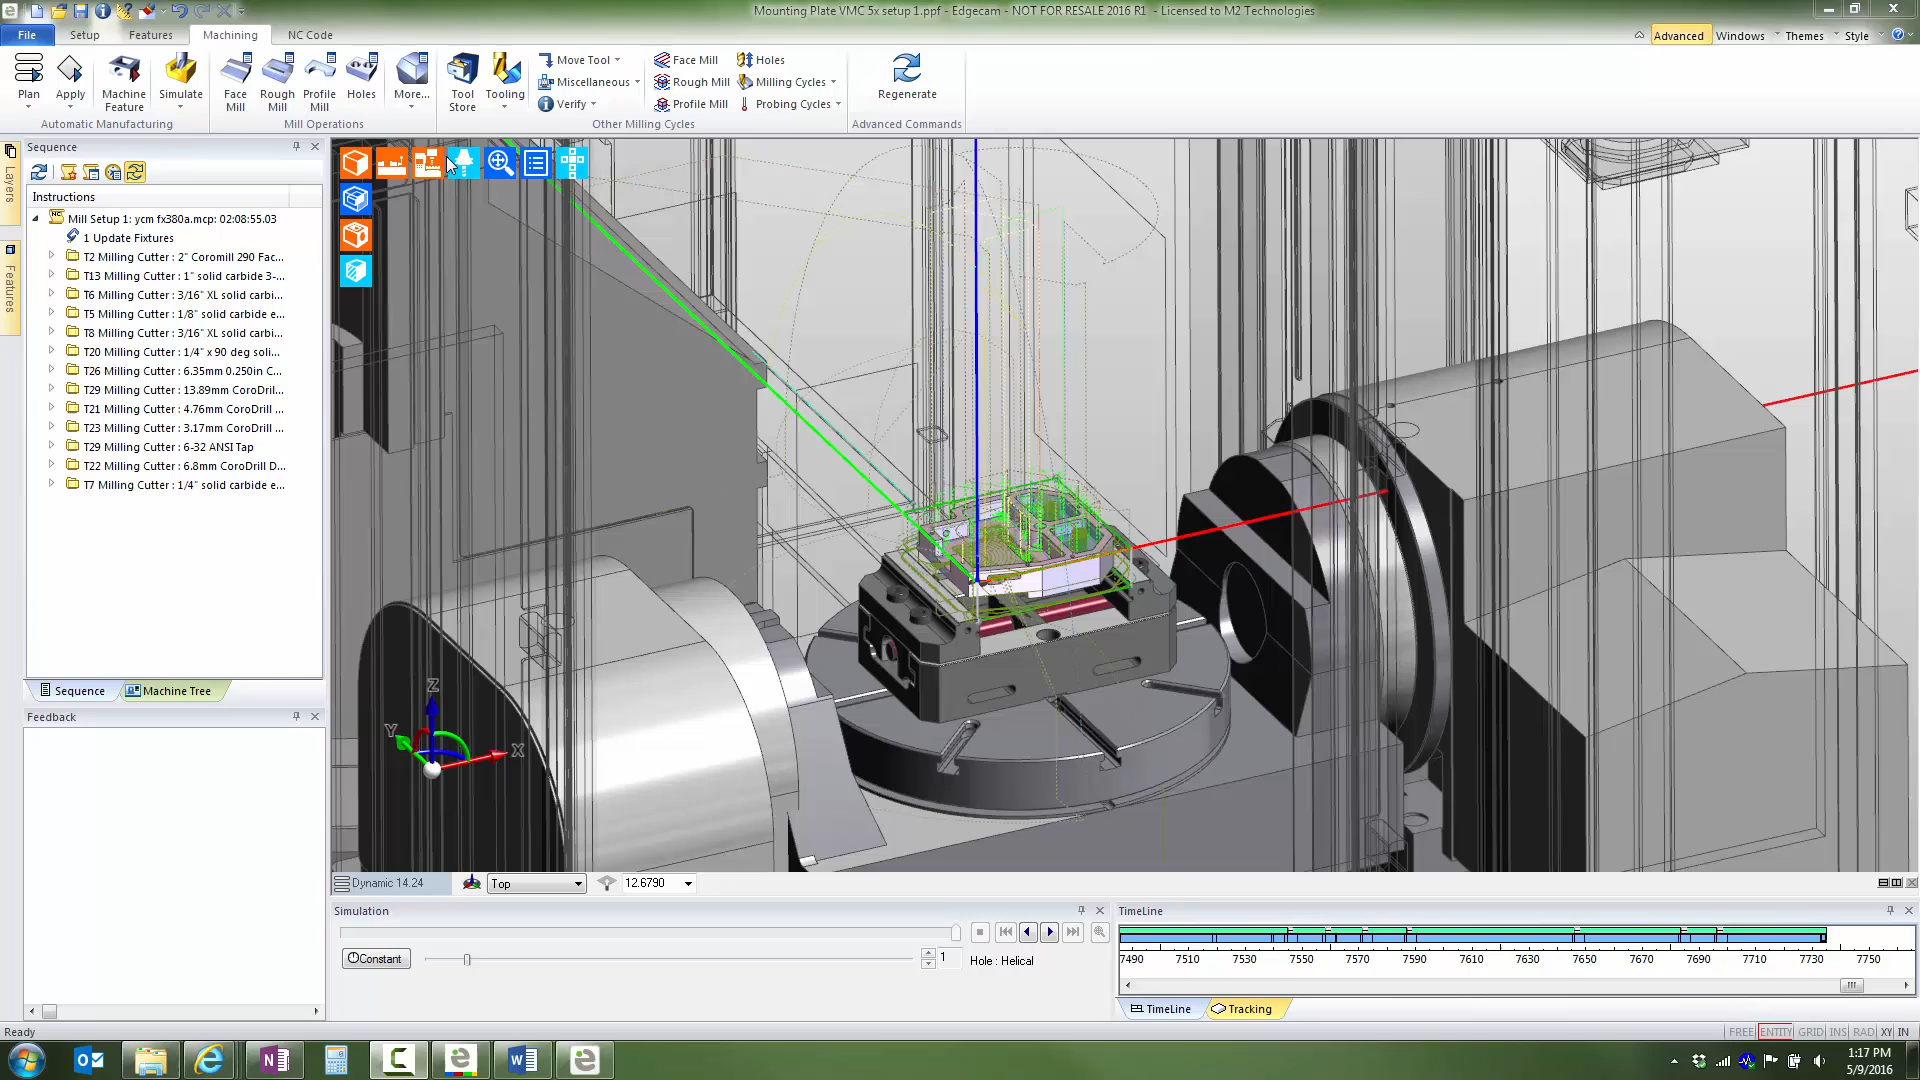 Mounting Plate VMC 5x setup 1.ppf - Edgecam - NOT FOR RESALE 2016 R1 - Licensed to M2 Technologies
File Setup Features Machining NC Code
Advanced Windows Themes Style
Plan Apply Machine Feature Simulate
Face Mill Rough Mill Profile Mill Holes More...
Tool Store Tooling
Move Tool
Miscellaneous
Verify
Face Mill Holes
Rough Mill Milling Cycles
Profile Mill Probing Cycles
Regenerate
Automatic Manufacturing Mill Operations Other Milling Cycles Advanced Commands
Layers
Features
Sequence
Instructions
Mill Setup 1: ycm fx380a.mcp: 02:08:55.03
1 Update Fixtures
T2 Milling Cutter : 2" Coromill 290 Fac...
T13 Milling Cutter : 1" solid carbide 3-...
T6 Milling Cutter : 3/16" XL solid carbi...
T5 Milling Cutter : 1/8" solid carbide e...
T8 Milling Cutter : 3/16" XL solid carbi...
T20 Milling Cutter : 1/4" x 90 deg soli...
T26 Milling Cutter : 6.35mm 0.250in C...
T29 Milling Cutter : 13.89mm CoroDril...
T21 Milling Cutter : 4.76mm CoroDrill ...
T23 Milling Cutter : 3.17mm CoroDrill ...
T29 Milling Cutter : 6-32 ANSI Tap
T22 Milling Cutter : 6.8mm CoroDrill D...
T7 Milling Cutter : 1/4" solid carbide e...
Sequence Machine Tree
Feedback
Z
Y
X
Dynamic 14.24 Top 12.6790
Simulation
Constant 1 Hole : Helical
TimeLine
7490 7510 7530 7550 7570 7590 7610 7630 7650 7670 7690 7710 7730 7750
TimeLine Tracking
Ready
FREE ENTITY GRID INS RAD XY IN
1:17 PM
5/9/2016